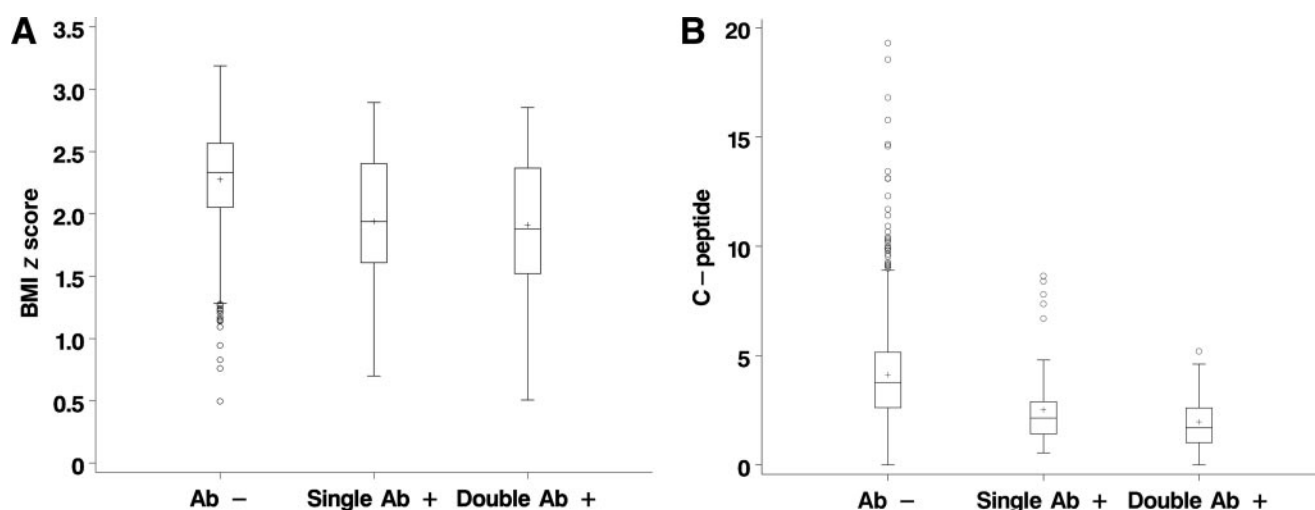 A
BMI z score
3.5
3.0
2.5
2.0
1.5
1.0
0.5
0
Ab − Single Ab + Double Ab +
B
C−peptide
20
15
10
5
0
Ab − Single Ab + Double Ab +